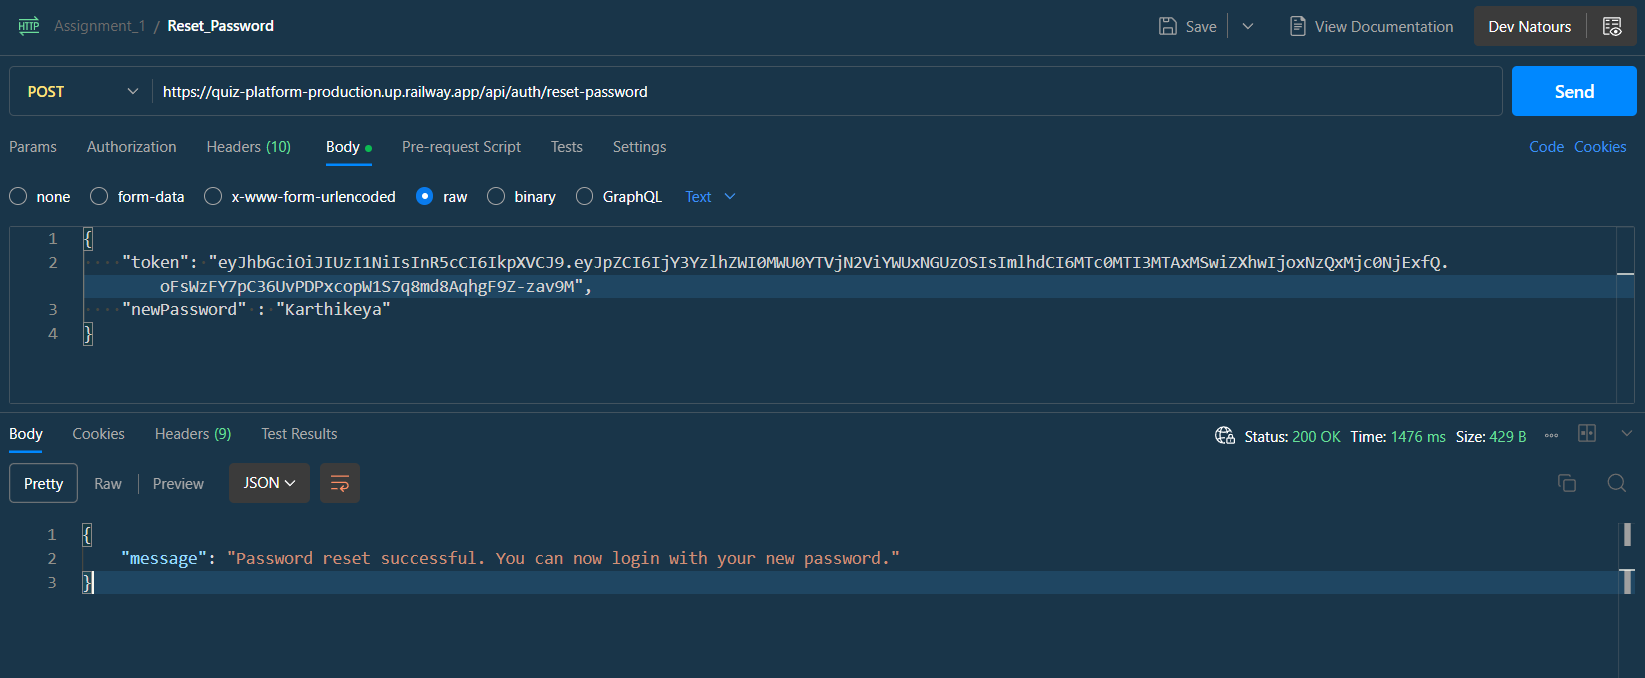 HTTP Assignment_1 / Reset_Password Save View Documentation Dev Natours
POST https://quiz-platform-production.up.railway.app/api/auth/reset-password Send
Params Authorization Headers (10) Body Pre-request Script Tests Settings Code Cookies
none form-data x-www-form-urlencoded raw binary GraphQL Text
1 {
2 "token": "eyJhbGciOiJIUzI1NiIsInR5cCI6IkpXVCJ9.eyJpZCI6IjY3YzlhZWI0MWU0YTVjN2ViYWUxNGUzOSIsImlhdCI6MTc0MTI3MTAxMSwiZXhwIjoxNzQxMjc0NjExfQ.
oFsWzFY7pC36UvPDPxcopW1S7q8md8AqhgF9Z-zav9M",
3 "newPassword" : "Karthikeya"
4 }
Body Cookies Headers (9) Test Results Status: 200 OK Time: 1476 ms Size: 429 B
Pretty Raw Preview JSON
1 {
2 "message": "Password reset successful. You can now login with your new password."
3 }